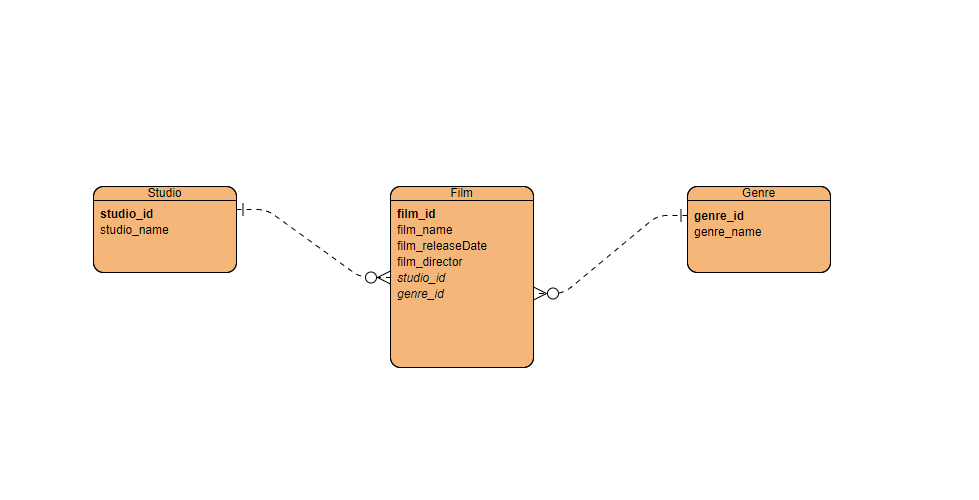 Studio
studio_id
studio_name
Film
film_id
film_name
film_releaseDate
film_director
studio_id
genre_id
Genre
genre_id
genre_name